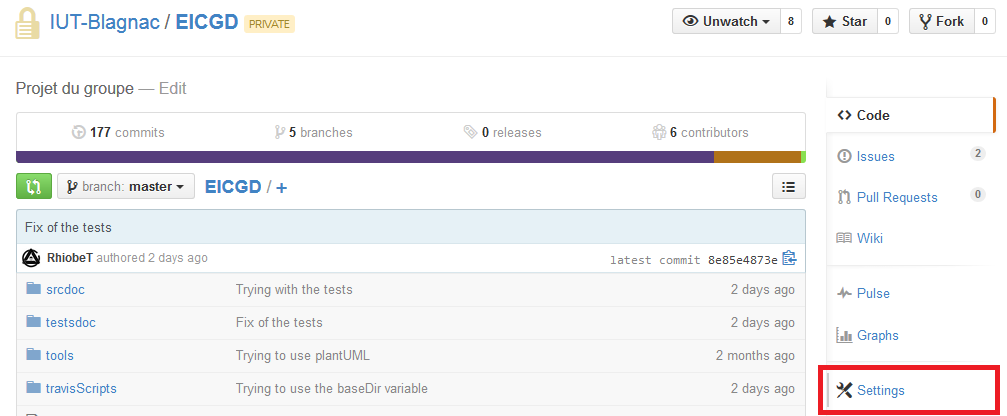 IUT-Blagnac / EICGD PRIVATE
Unwatch 8 Star 0 Fork 0
Projet du groupe — Edit
177 commits 5 branches 0 releases 6 contributors
branch: master EICGD / +
Fix of the tests
RhiobeT authored 2 days ago latest commit 8e85e4873e
srcdoc Trying with the tests 2 days ago
testsdoc Fix of the tests 2 days ago
tools Trying to use plantUML 2 months ago
travisScripts Trying to use the baseDir variable 2 days ago
Code
Issues 2
Pull Requests 0
Wiki
Pulse
Graphs
Settings